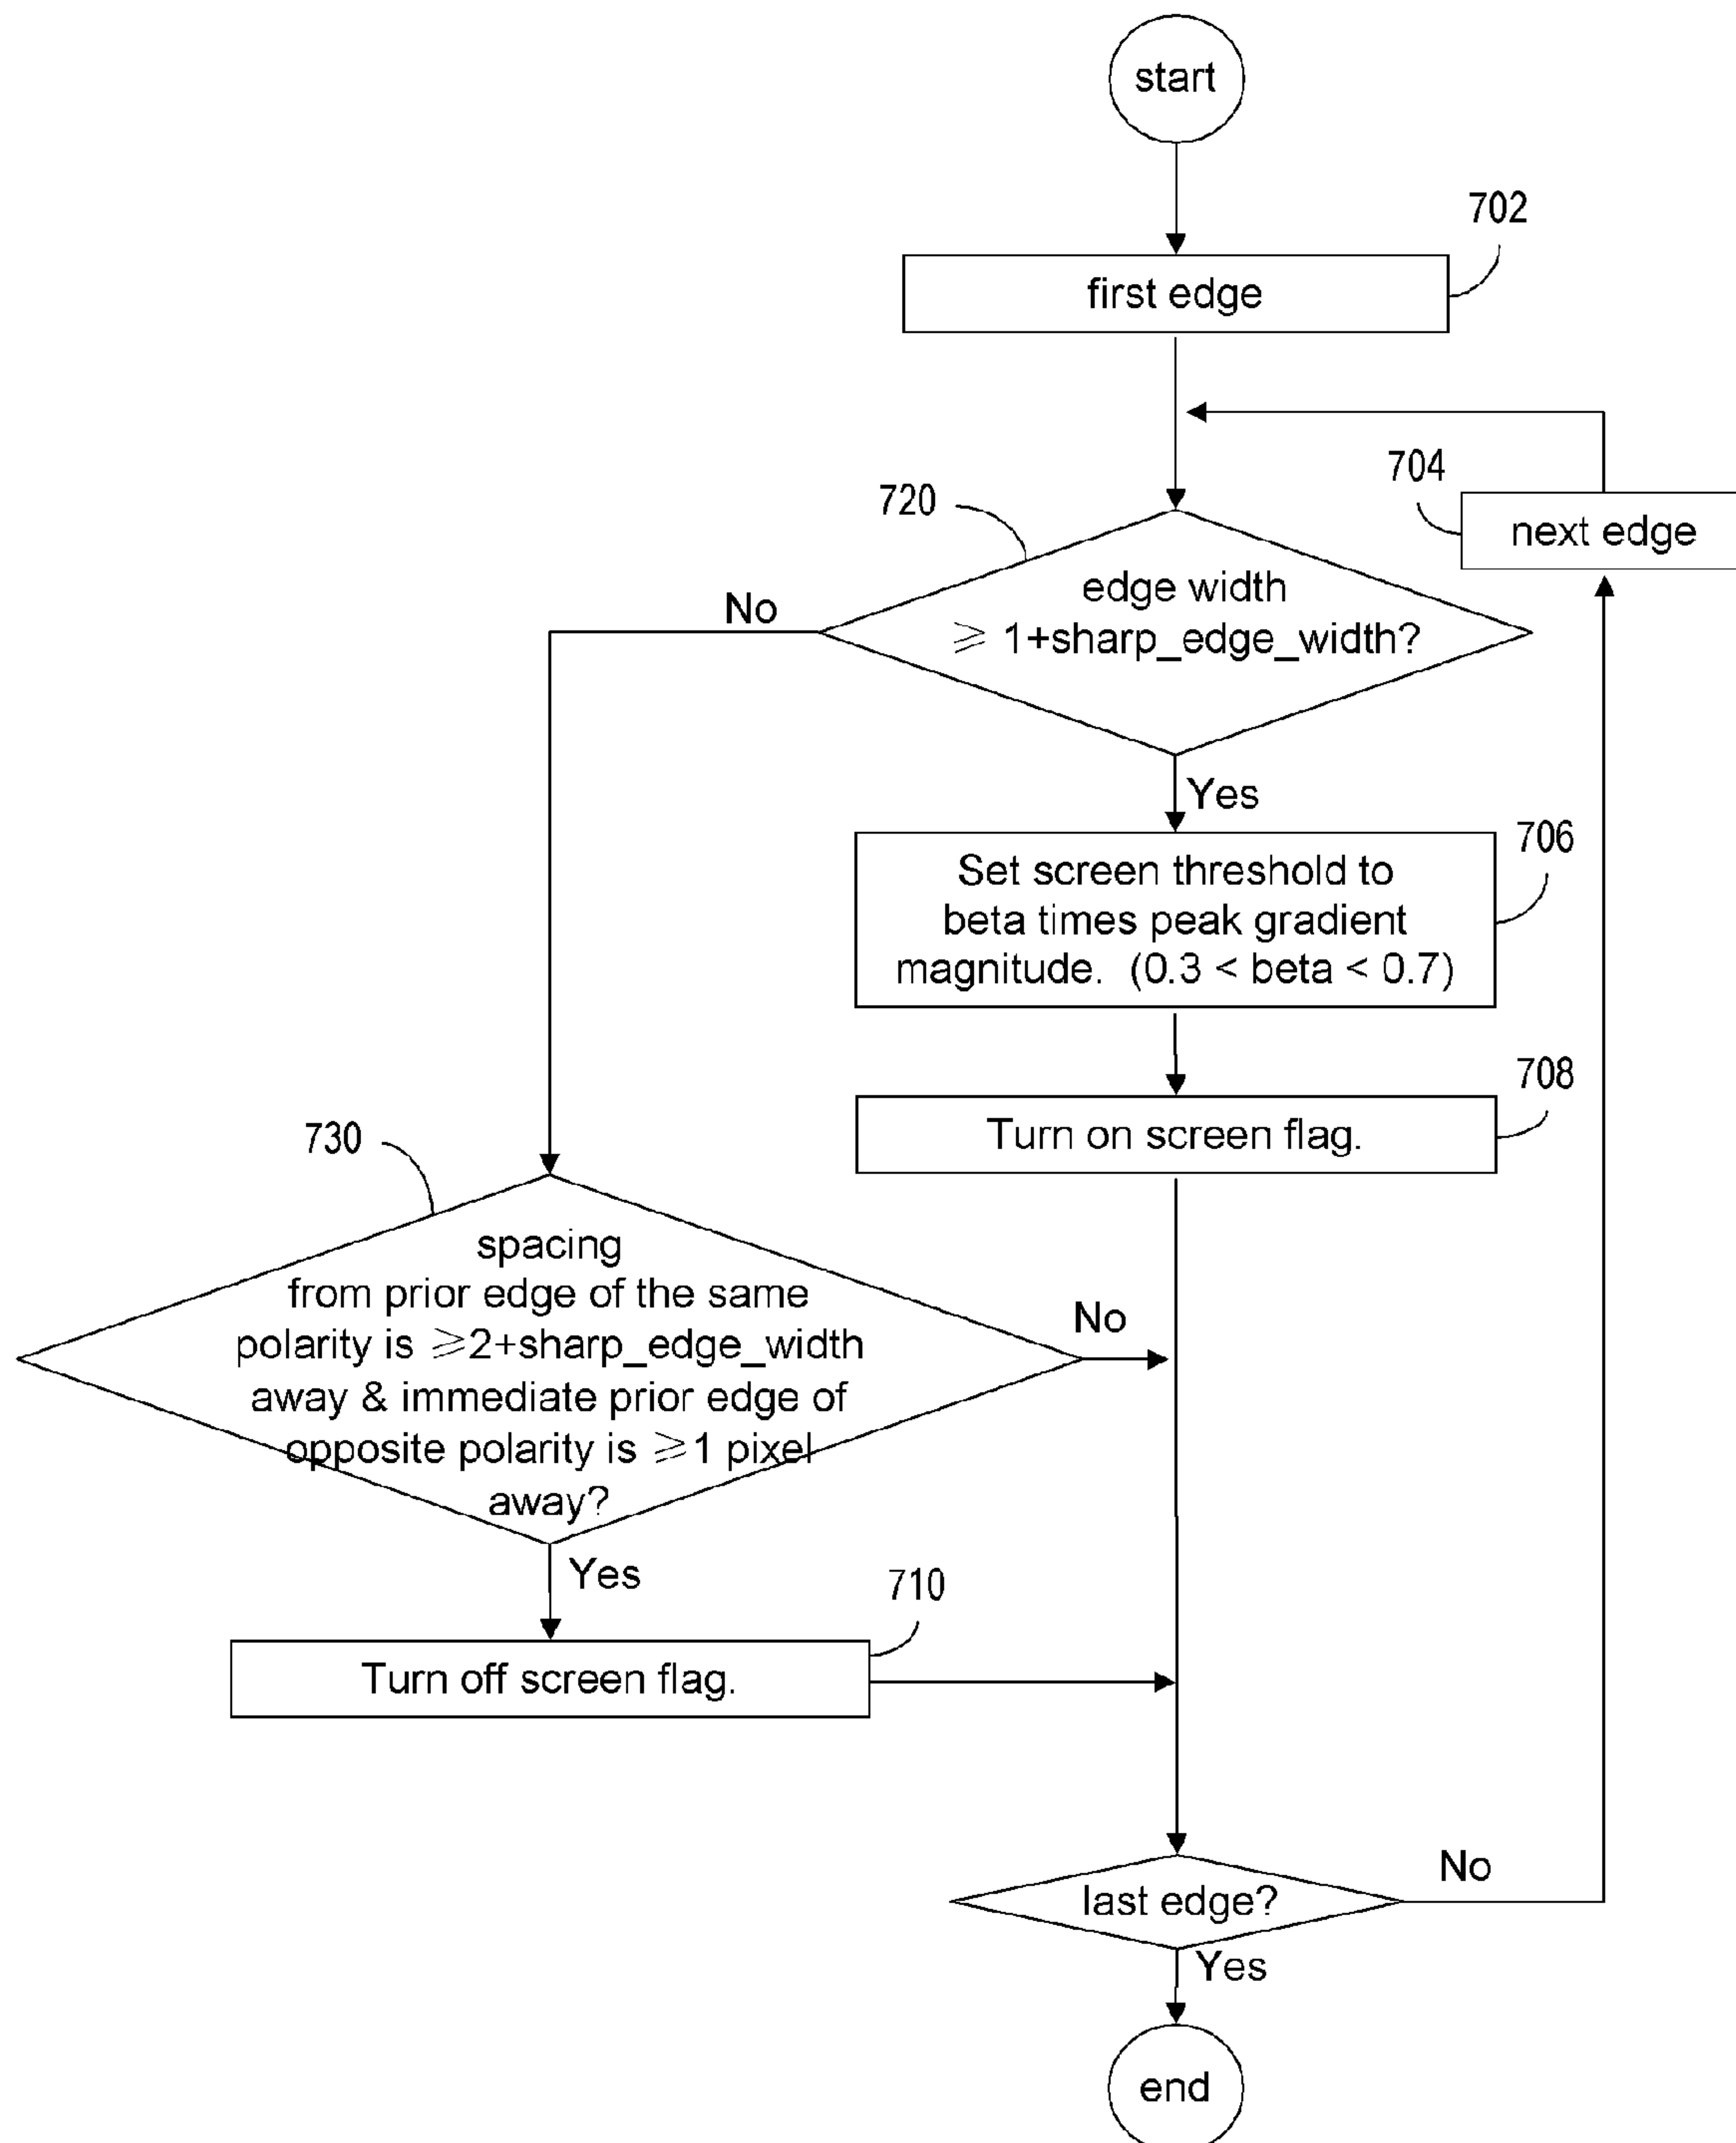 start
702
first edge
704
next edge
720
edge width
⩾ 1+sharp_edge_width?
No
Yes
706
Set screen threshold to
beta times peak gradient
magnitude. (0.3 < beta < 0.7)
708
Turn on screen flag.
730
spacing
from prior edge of the same
polarity is ⩾2+sharp_edge_width
away & immediate prior edge of
opposite polarity is ⩾1 pixel
away?
No
Yes
710
Turn off screen flag.
last edge?
No
Yes
end